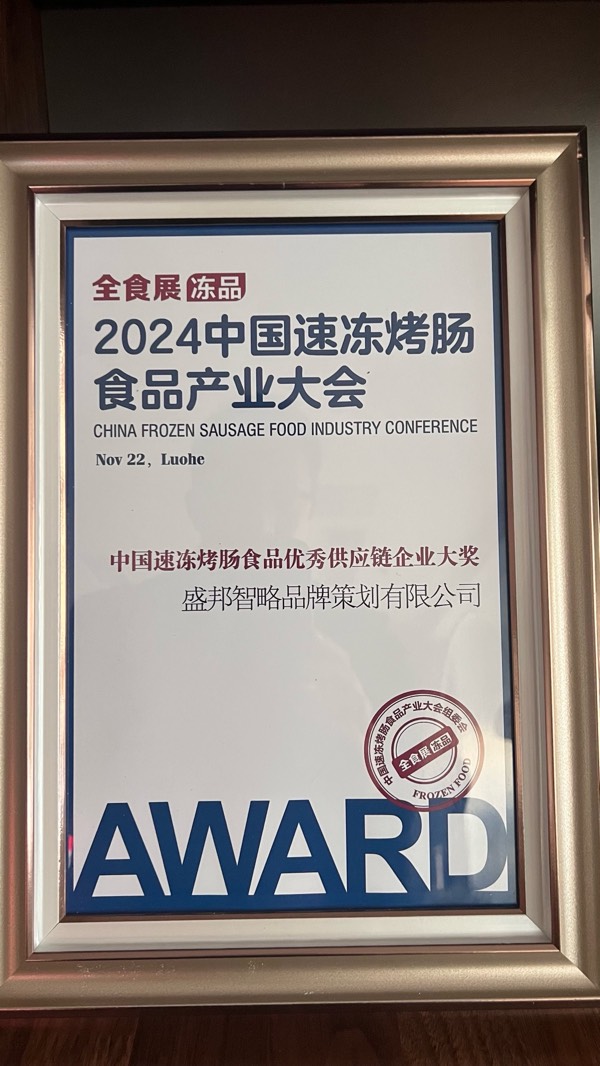 全食展 冻品
2024中国速冻烤肠
食品产业大会
CHINA FROZEN SAUSAGE FOOD INDUSTRY CONFERENCE
Nov 22, Luohe
中国速冻烤肠食品优秀供应链企业大奖
盛邦智略品牌策划有限公司
中国速冻烤肠食品产业大会组委会
全食展 冻品
FROZEN FOOD
AWARD